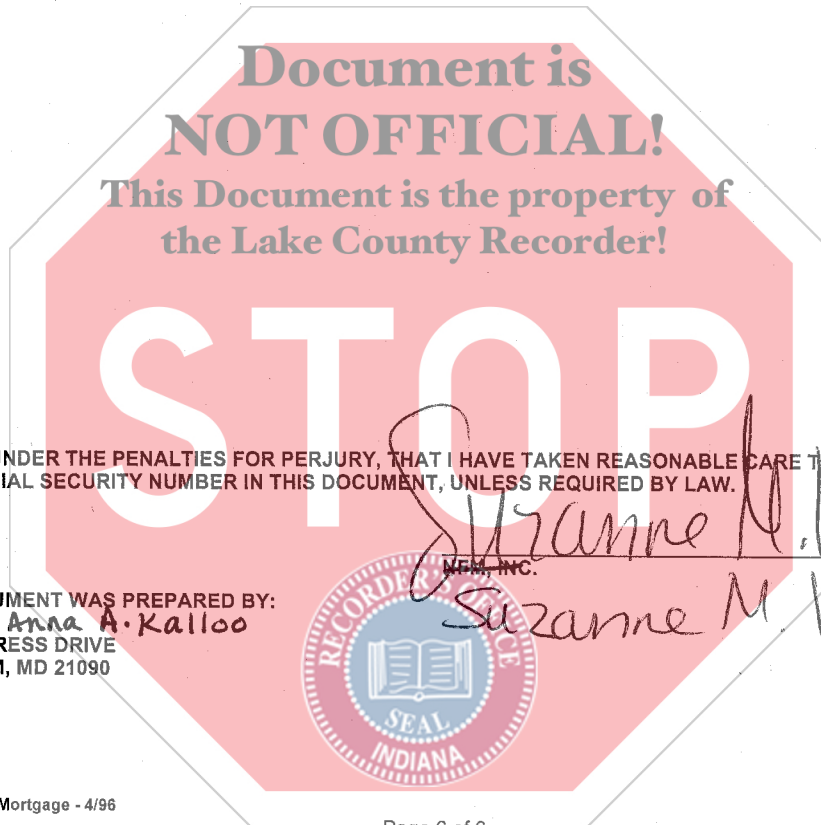 Document is
NOT OFFICIAL!
This Document is the property of
the Lake County Recorder!
STOP
NDER THE PENALTIES FOR PERJURY, THAT I HAVE TAKEN REASONABLE CARE T
IAL SECURITY NUMBER IN THIS DOCUMENT, UNLESS REQUIRED BY LAW.
Suzanne M.
NFM, INC.
Suzanne M.
UMENT WAS PREPARED BY:
Anna A. Kalloo
RESS DRIVE
, MD 21090
RECORDER'S OFFICE
SEAL
INDIANA
Mortgage - 4/96